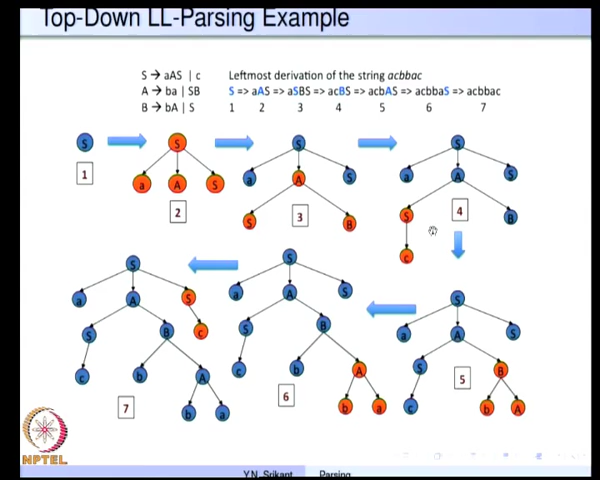 Top-Down LL-Parsing Example
S → aAS | c
Leftmost derivation of the string acbbac
A → ba | SB
S => aAS => aSBS => acBS => acbAS => acbbaS => acbbac
B → bA | S
1 2 3 4 5 6 7
S
1
S
a A S
2
S
a A S
S B
3
S
a A S
S B
c
4
S
a A S
S B
c b A
5
S
a A S
S B
c b A
b a
6
S
a A S
S B c
c b A
b a
7
NPTEL
Y.N. Srikant Parsing